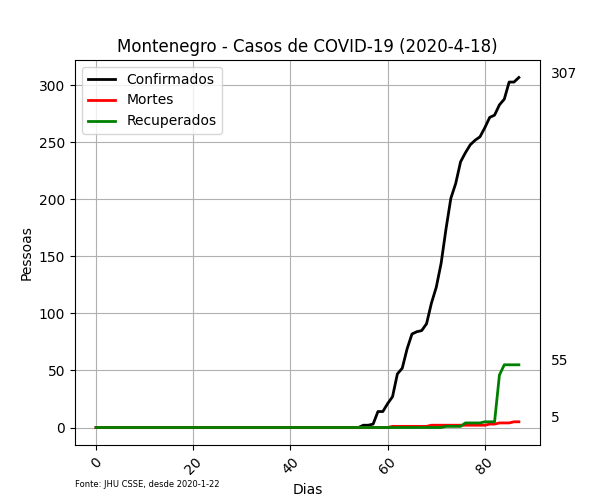 Montenegro - Casos de COVID-19 (2020-4-18)
Confirmados
Mortes
Recuperados
307
55
5
300
250
200
150
100
50
0
Pessoas
0
20
40
60
80
Dias
Fonte: JHU CSSE, desde 2020-1-22